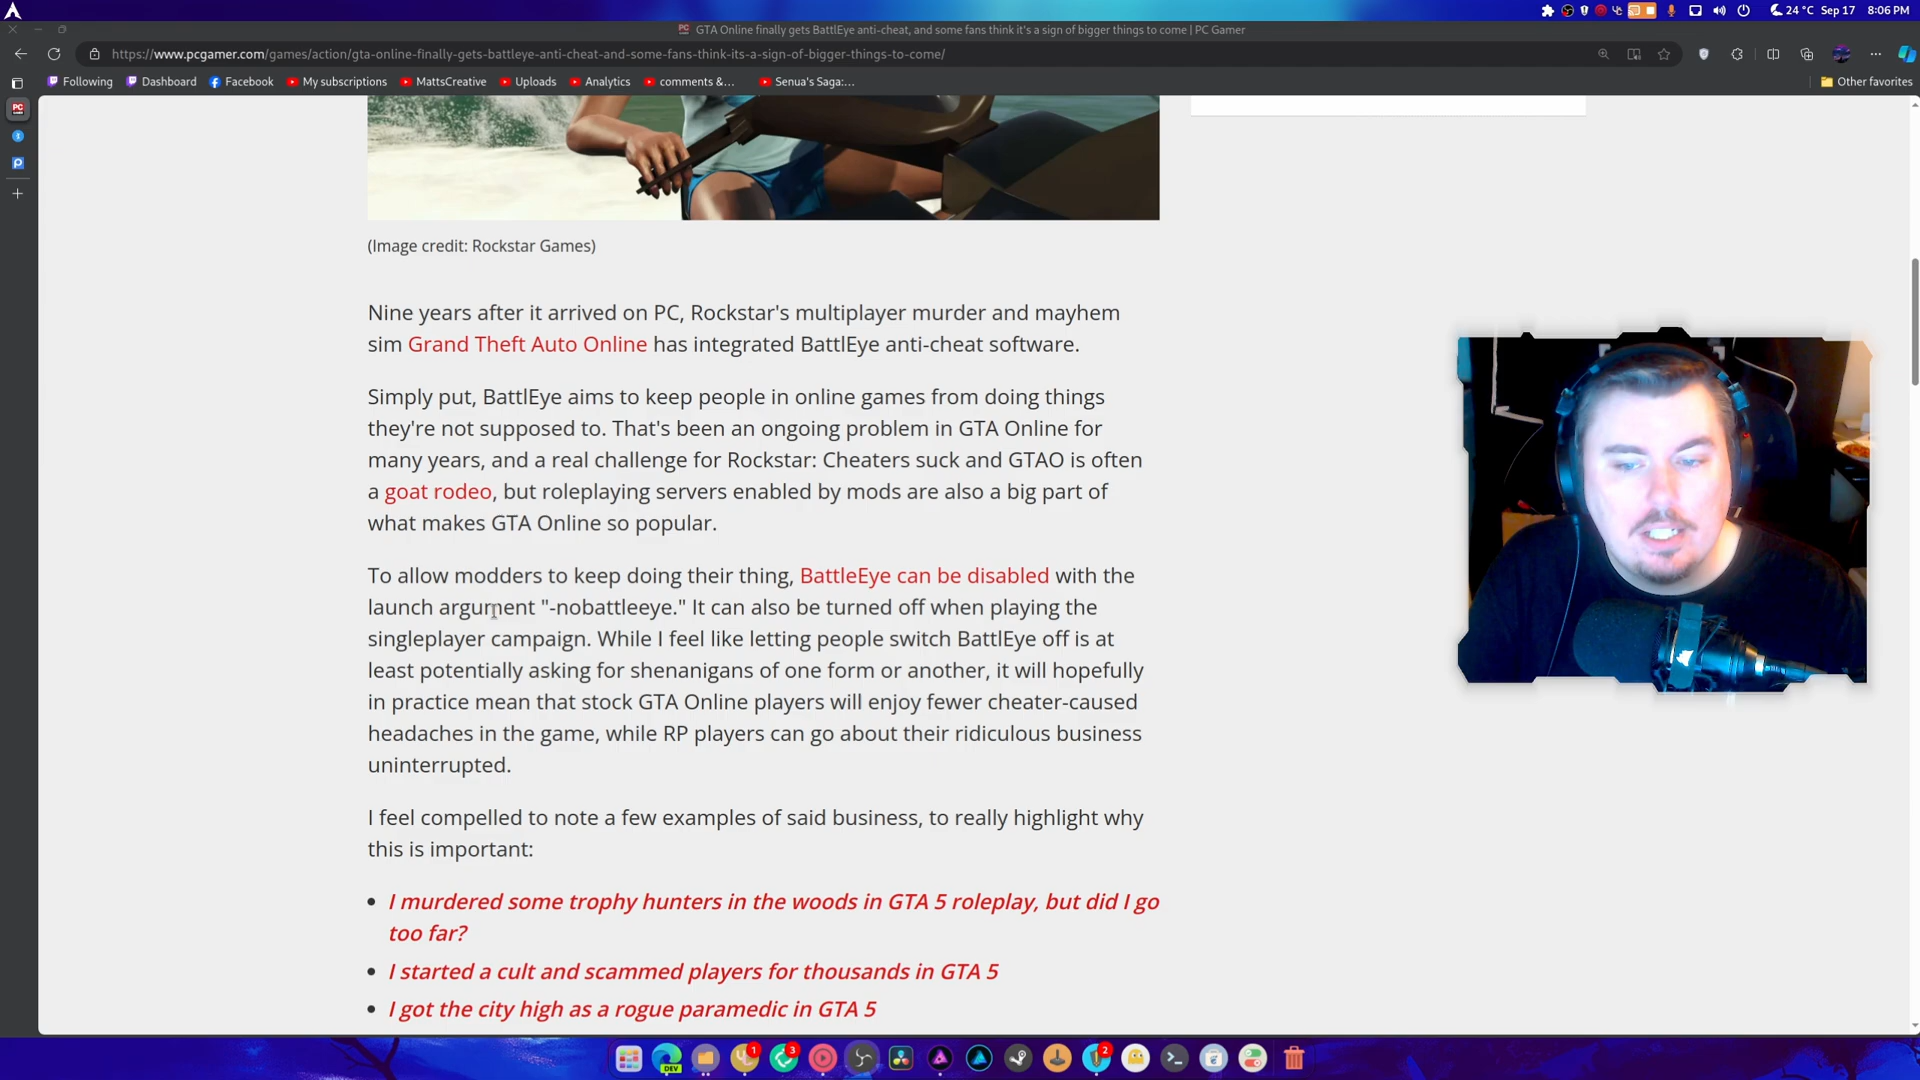 24 °C Sep 17 8:06 PM
GTA Online finally gets BattlEye anti-cheat, and some fans think it's a sign of bigger things to come | PC Gamer
https://www.pcgamer.com/games/action/gta-online-finally-gets-battleye-anti-cheat-and-some-fans-think-its-a-sign-of-bigger-things-to-come/
Following Dashboard Facebook My subscriptions MattsCreative Uploads Analytics comments &... Senua's Saga:... Other favorites
PC
(Image credit: Rockstar Games)
Nine years after it arrived on PC, Rockstar's multiplayer murder and mayhem
sim Grand Theft Auto Online has integrated BattlEye anti-cheat software.
Simply put, BattlEye aims to keep people in online games from doing things
they're not supposed to. That's been an ongoing problem in GTA Online for
many years, and a real challenge for Rockstar: Cheaters suck and GTAO is often
a goat rodeo, but roleplaying servers enabled by mods are also a big part of
what makes GTA Online so popular.
To allow modders to keep doing their thing, BattleEye can be disabled with the
launch argument "-nobattleeye." It can also be turned off when playing the
singleplayer campaign. While I feel like letting people switch BattlEye off is at
least potentially asking for shenanigans of one form or another, it will hopefully
in practice mean that stock GTA Online players will enjoy fewer cheater-caused
headaches in the game, while RP players can go about their ridiculous business
uninterrupted.
I feel compelled to note a few examples of said business, to really highlight why
this is important:
• I murdered some trophy hunters in the woods in GTA 5 roleplay, but did I go
too far?
• I started a cult and scammed players for thousands in GTA 5
• I got the city high as a rogue paramedic in GTA 5
DEV 1 3 2